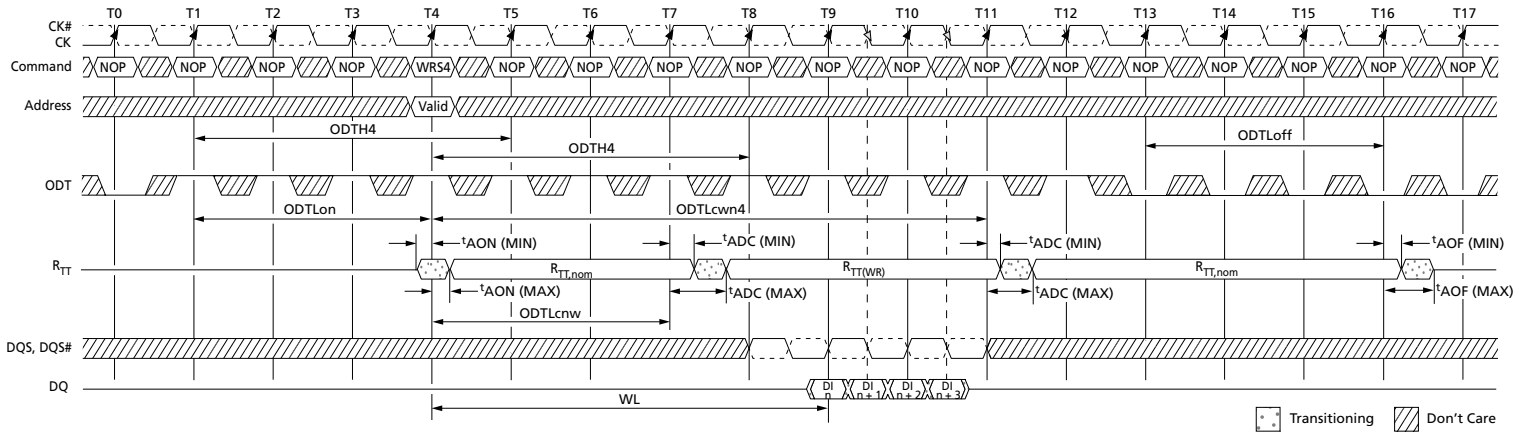 T0 T1 T2 T3 T4 T5 T6 T7 T8 T9 T10 T11 T12 T13 T14 T15 T16 T17
CK#
CK
Command NOP NOP NOP NOP WRS4 NOP NOP NOP NOP NOP NOP NOP NOP NOP NOP NOP NOP NOP
Address Valid
ODTH4 ODTLoff
ODTH4
ODT
ODTLon ODTLcwn4
tAON (MIN) tADC (MIN) tADC (MIN) tAOF (MIN)
RTT RTT,nom RTT(WR) RTT,nom
tAON (MAX) tADC (MAX) tADC (MAX) tAOF (MAX)
ODTLcnw
DQS, DQS#
DQ DI n DI n + 1 DI n + 2 DI n + 3
WL
Transitioning Don't Care